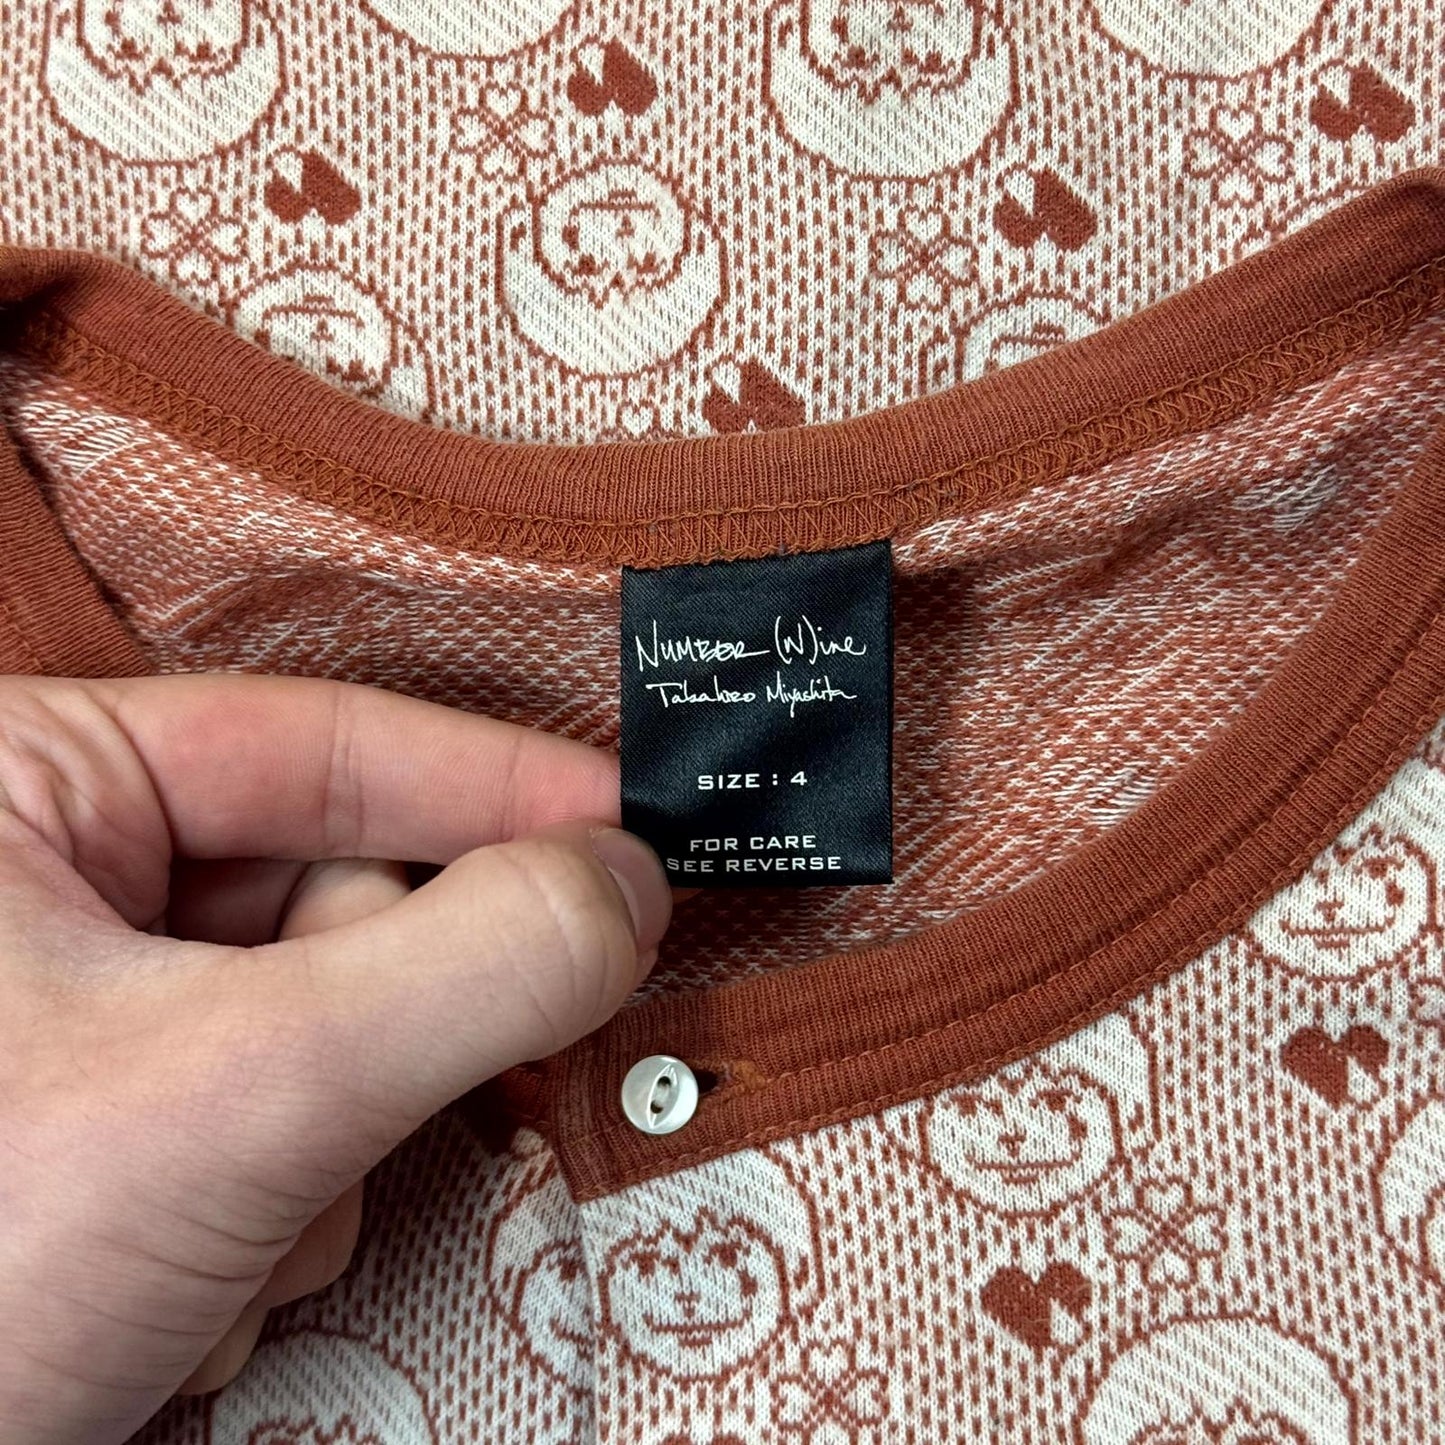 NUMBER (N)ine
Takahiro Miyashita
SIZE : 4
FOR CARE
SEE REVERSE